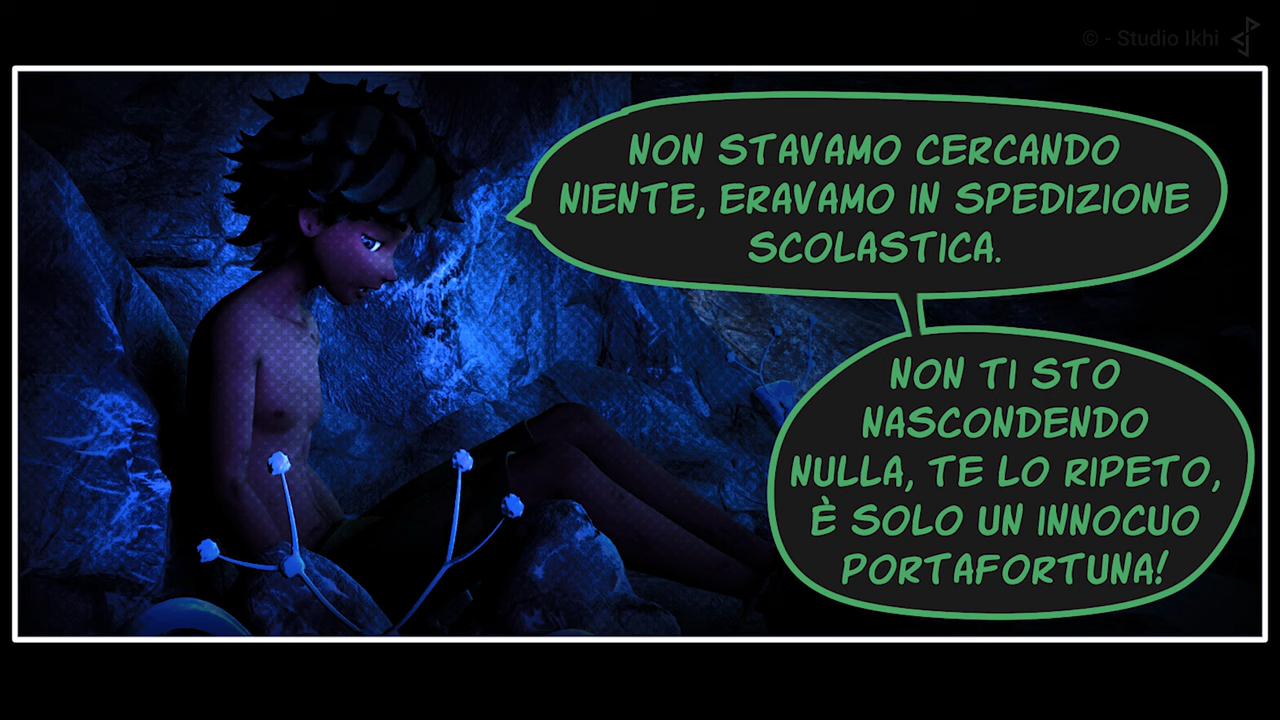 © - Studio Ikhi
NON STAVAMO CERCANDO
NIENTE, ERAVAMO IN SPEDIZIONE
SCOLASTICA.
NON TI STO
NASCONDENDO
NULLA, TE LO RIPETO,
È SOLO UN INNOCUO
PORTAFORTUNA!